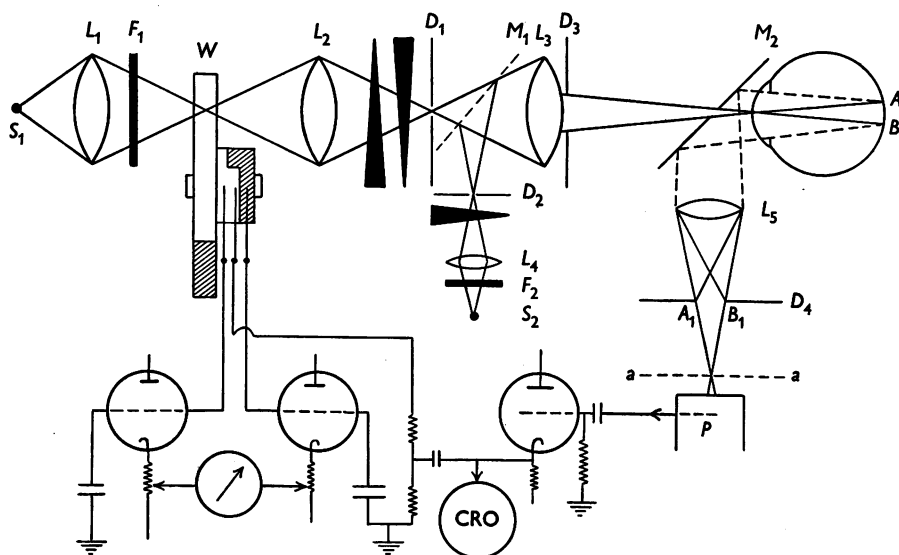 L1 F1 W L2 D1 M1 L3 D3 M2
S1 A
B
D2
L5
L4
F2
A1 B1 D4
S2
a a
P
CRO